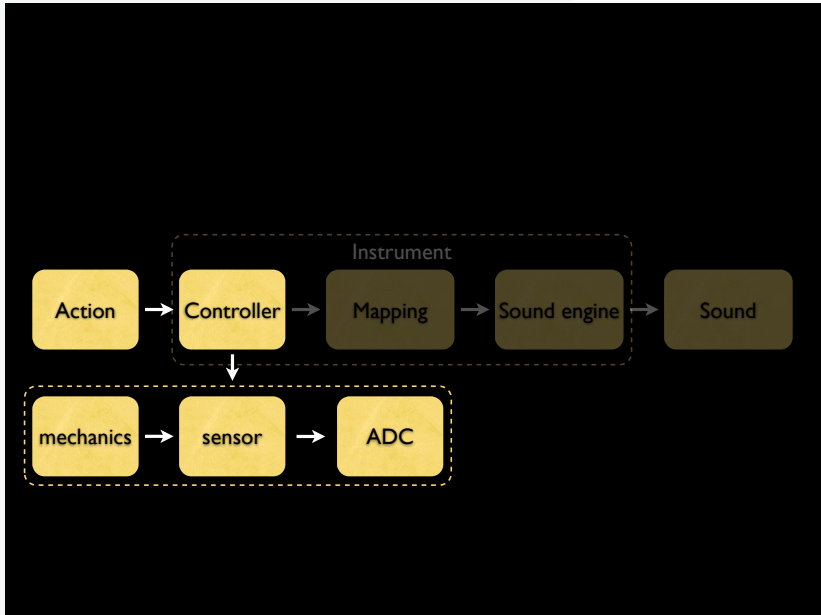 Instrument
Action
Controller
Mapping
Sound engine
Sound
mechanics
sensor
ADC